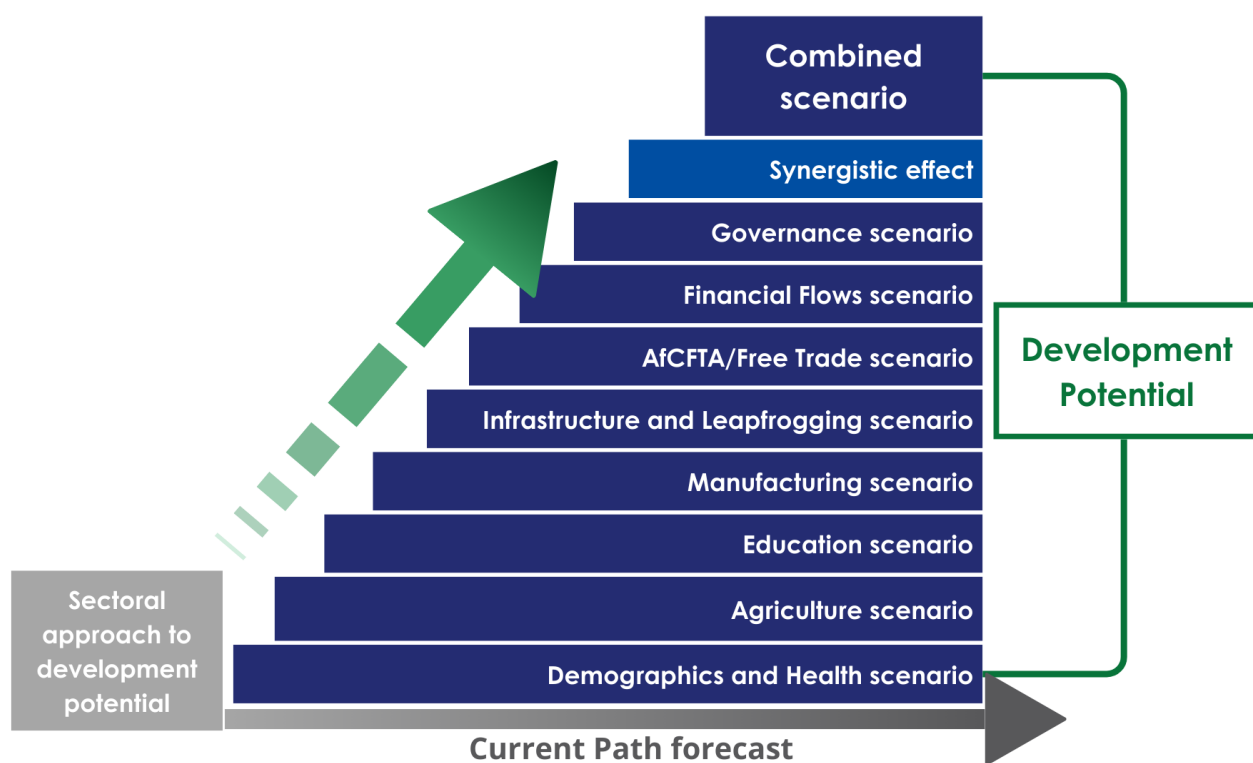 Combined
scenario
Synergistic effect
Governance scenario
Financial Flows scenario
AfCFTA/Free Trade scenario
Infrastructure and Leapfrogging scenario
Manufacturing scenario
Education scenario
Agriculture scenario
Demographics and Health scenario
Development
Potential
Sectoral
approach to
development
potential
Current Path forecast